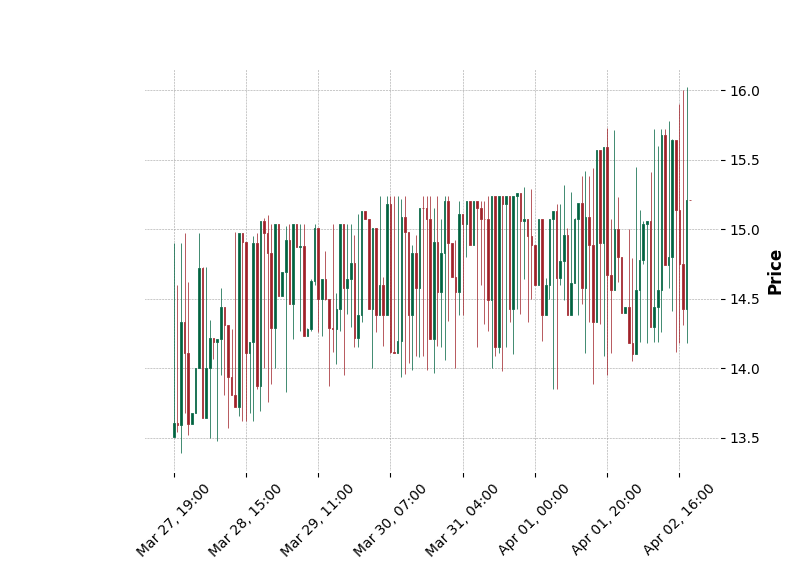 16.0
15.5
15.0
14.5
14.0
13.5
Price
Mar 27, 19:00
Mar 28, 15:00
Mar 29, 11:00
Mar 30, 07:00
Mar 31, 04:00
Apr 01, 00:00
Apr 01, 20:00
Apr 02, 16:00